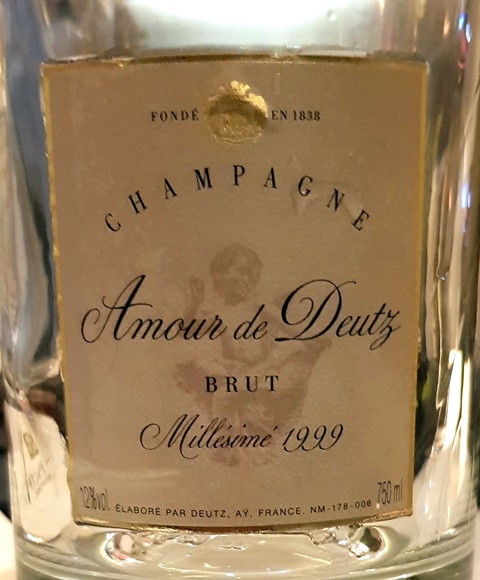 FONDÉ EN 1838
CHAMPAGNE
Amour de Deutz
BRUT
Millésimé 1999
12%vol. ÉLABORÉ PAR DEUTZ, AŸ, FRANCE. NM-178-006 750 ml